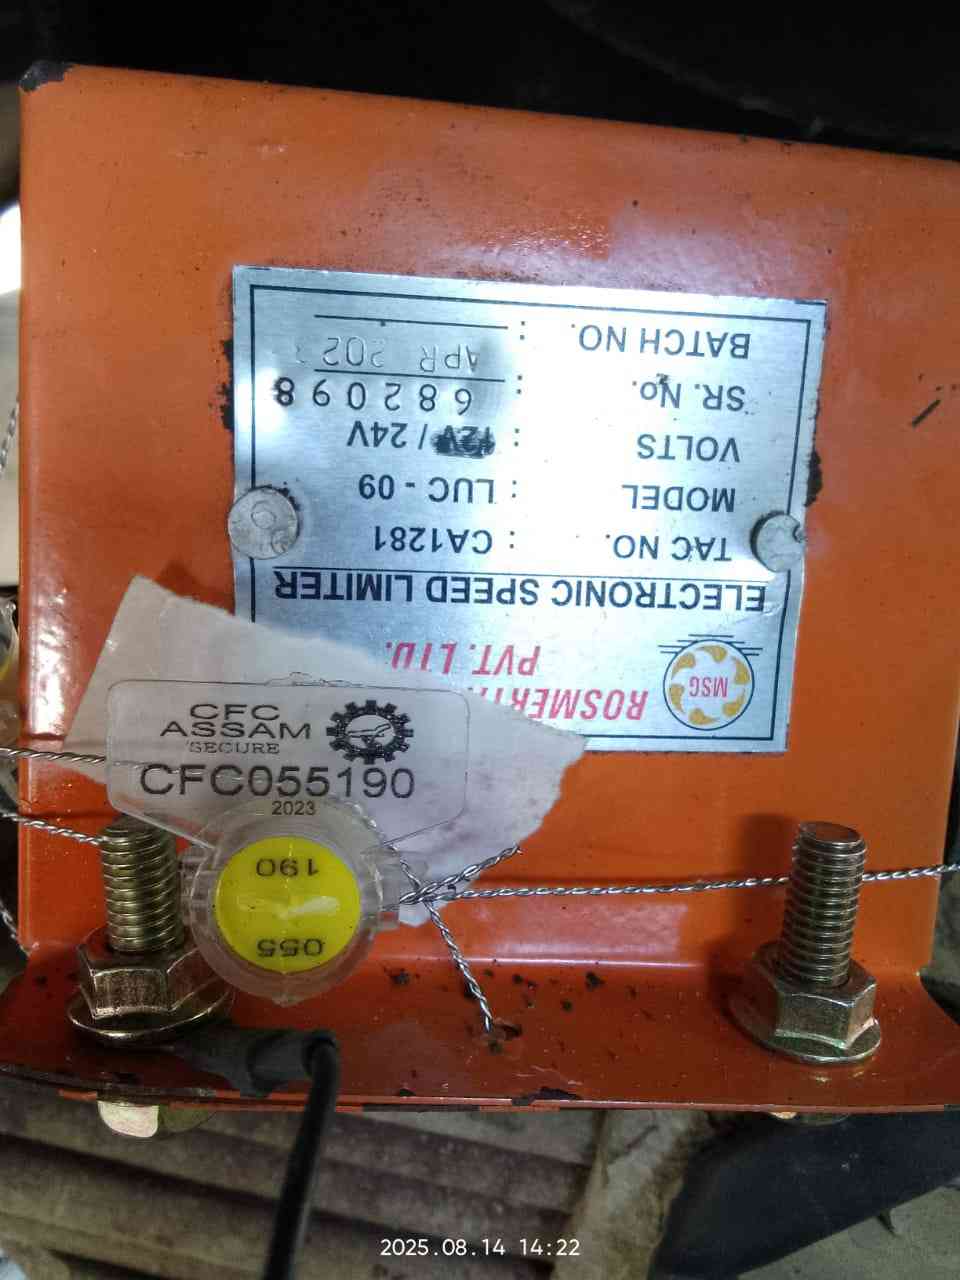 MSG
ROSMERT
PVT. LTD.
ELECTRONIC SPEED LIMITER
TAC NO. : CA1281
MODEL : LUC - 09
VOLTS : 12V / 24V
SR. No. : 682098
APR 2023
BATCH NO. :
CFC
ASSAM
SECURE
CFC055190
2023
055
190
2025.08.14 14:22